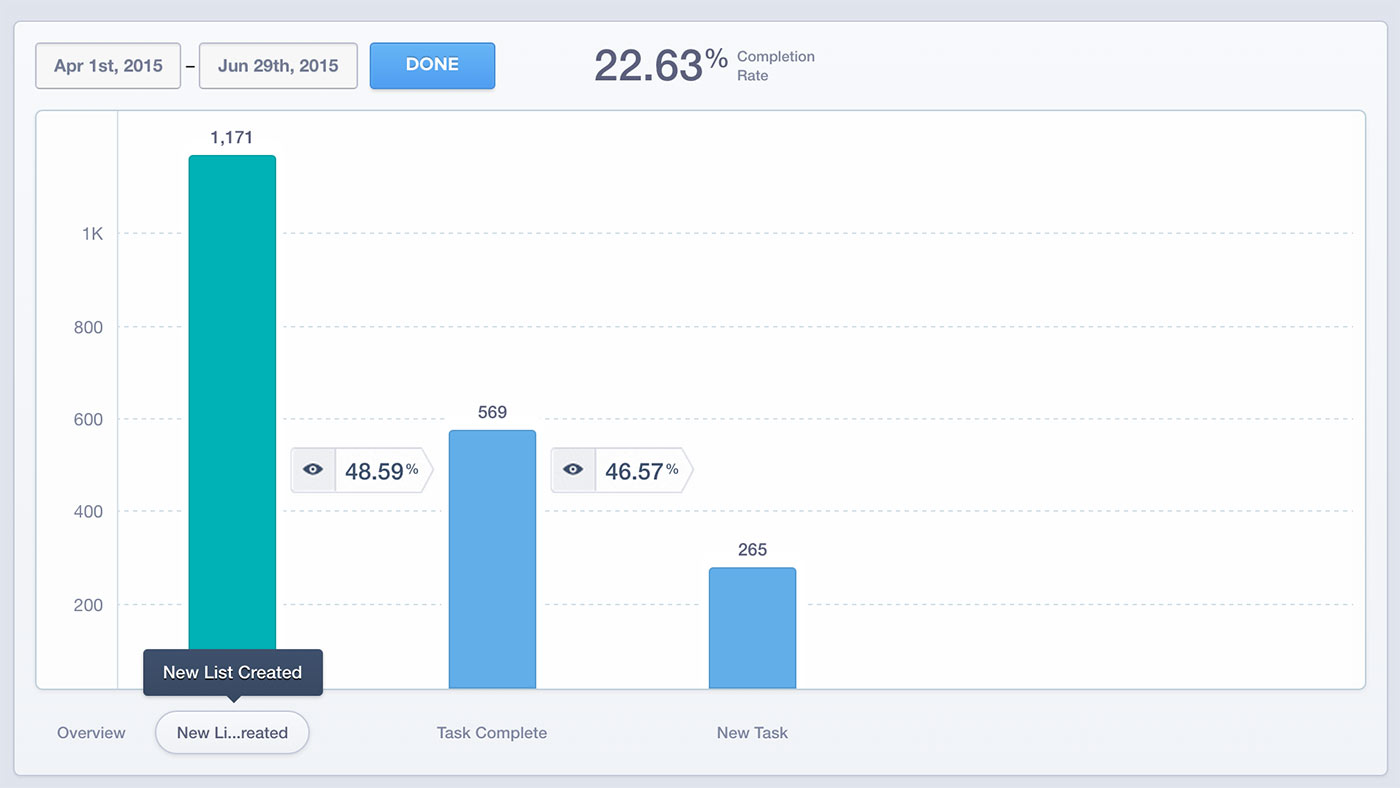 Apr 1st, 2015 – Jun 29th, 2015 DONE 22.63% Completion
Rate
1,171
1K
800
600
569
48.59%
46.57%
400
265
200
New List Created
Overview New Li...reated Task Complete New Task